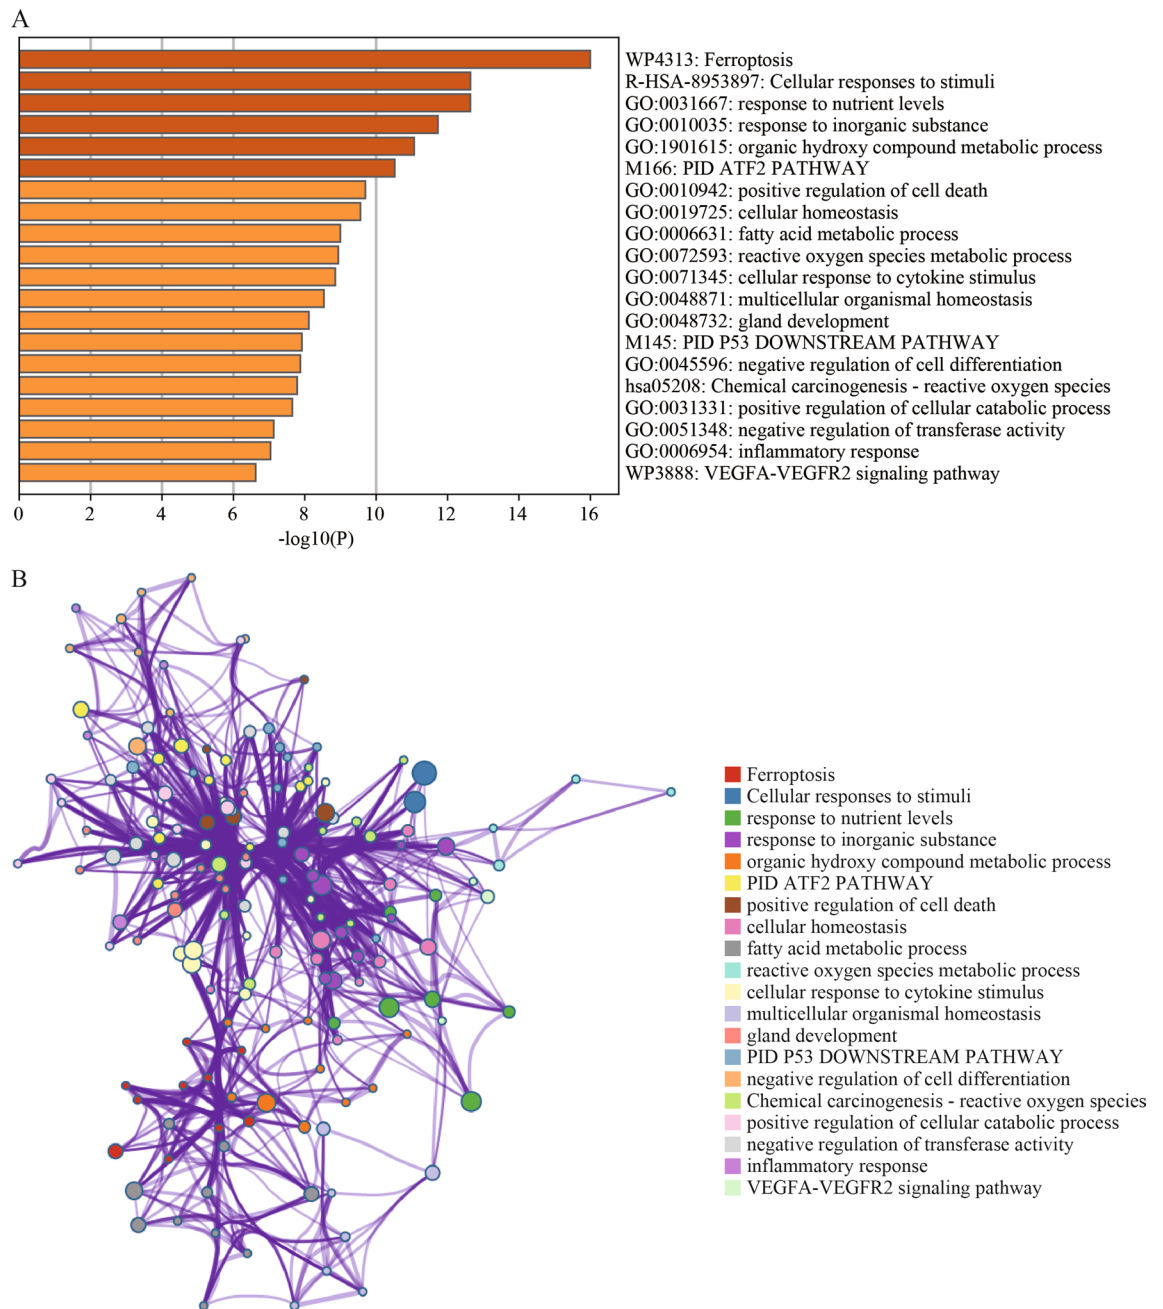 A
WP4313: Ferroptosis
R-HSA-8953897: Cellular responses to stimuli
GO:0031667: response to nutrient levels
GO:0010035: response to inorganic substance
GO:1901615: organic hydroxy compound metabolic process
M166: PID ATF2 PATHWAY
GO:0010942: positive regulation of cell death
GO:0019725: cellular homeostasis
GO:0006631: fatty acid metabolic process
GO:0072593: reactive oxygen species metabolic process
GO:0071345: cellular response to cytokine stimulus
GO:0048871: multicellular organismal homeostasis
GO:0048732: gland development
M145: PID P53 DOWNSTREAM PATHWAY
GO:0045596: negative regulation of cell differentiation
hsa05208: Chemical carcinogenesis - reactive oxygen species
GO:0031331: positive regulation of cellular catabolic process
GO:0051348: negative regulation of transferase activity
GO:0006954: inflammatory response
WP3888: VEGFA-VEGFR2 signaling pathway
0 2 4 6 8 10 12 14 16
-log10(P)
B
Ferroptosis
Cellular responses to stimuli
response to nutrient levels
response to inorganic substance
organic hydroxy compound metabolic process
PID ATF2 PATHWAY
positive regulation of cell death
cellular homeostasis
fatty acid metabolic process
reactive oxygen species metabolic process
cellular response to cytokine stimulus
multicellular organismal homeostasis
gland development
PID P53 DOWNSTREAM PATHWAY
negative regulation of cell differentiation
Chemical carcinogenesis - reactive oxygen species
positive regulation of cellular catabolic process
negative regulation of transferase activity
inflammatory response
VEGFA-VEGFR2 signaling pathway